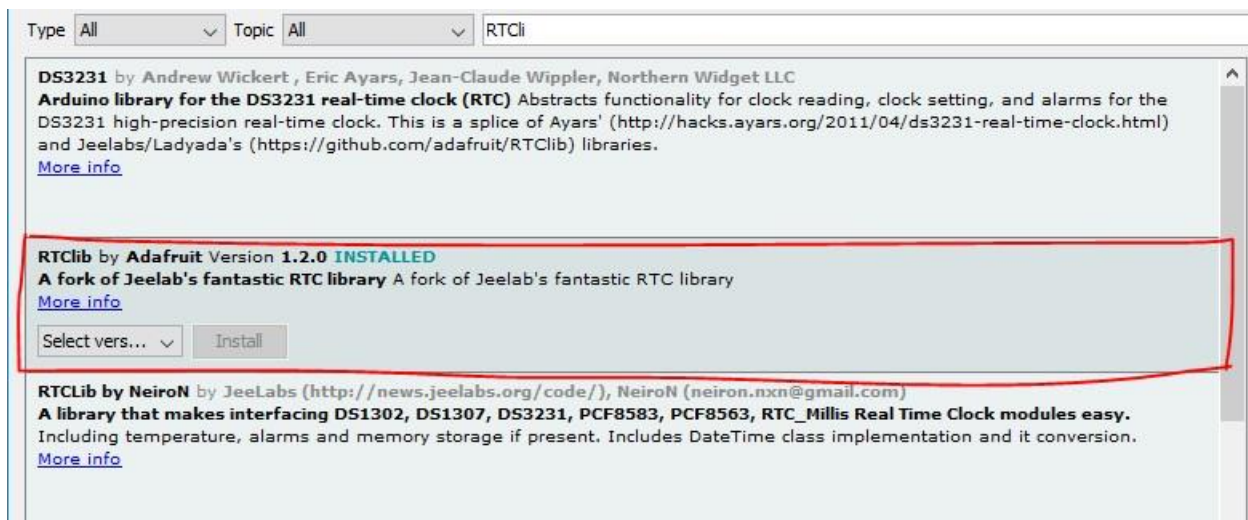 Type All Topic All RTCli
DS3231 by Andrew Wickert , Eric Ayars, Jean-Claude Wippler, Northern Widget LLC
Arduino library for the DS3231 real-time clock (RTC) Abstracts functionality for clock reading, clock setting, and alarms for the
DS3231 high-precision real-time clock. This is a splice of Ayars' (http://hacks.ayars.org/2011/04/ds3231-real-time-clock.html)
and Jeelabs/Ladyada's (https://github.com/adafruit/RTClib) libraries.
More info
RTClib by Adafruit Version 1.2.0 INSTALLED
A fork of Jeelab's fantastic RTC library A fork of Jeelab's fantastic RTC library
More info
Select vers... Install
RTCLib by NeiroN by JeeLabs (http://news.jeelabs.org/code/), NeiroN (neiron.nxn@gmail.com)
A library that makes interfacing DS1302, DS1307, DS3231, PCF8583, PCF8563, RTC_Millis Real Time Clock modules easy.
Including temperature, alarms and memory storage if present. Includes DateTime class implementation and it conversion.
More info